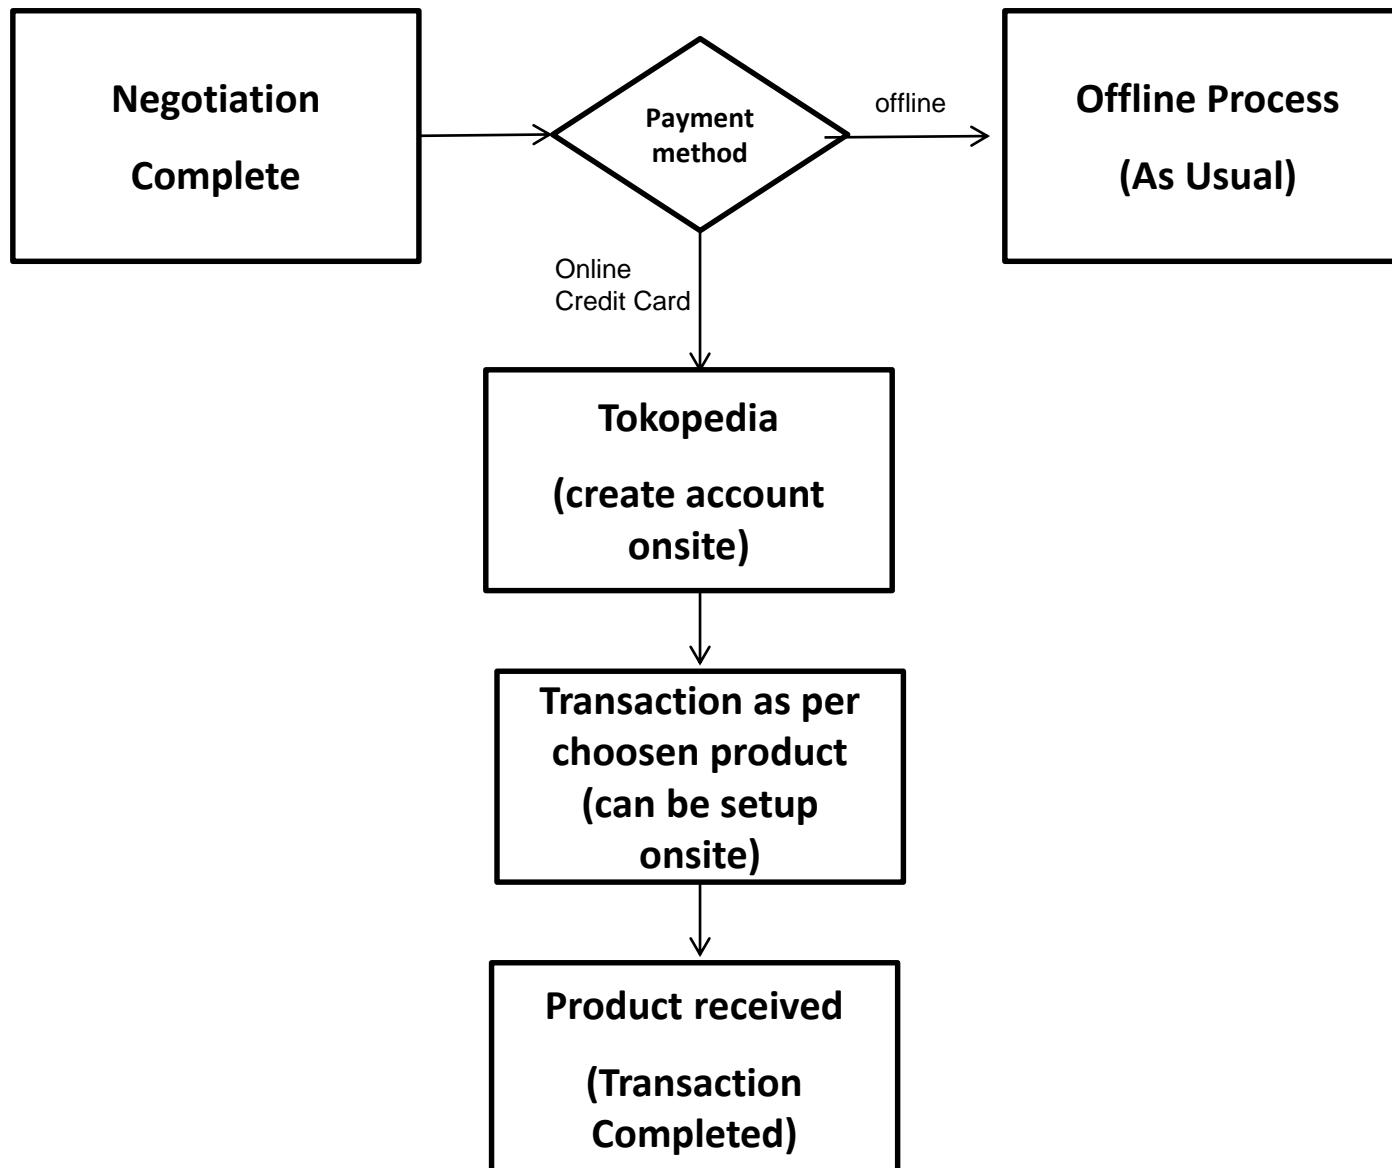 Negotiation
Complete
Payment
method
offline
Offline Process
(As Usual)
Online
Credit Card
Tokopedia
(create account
onsite)
Transaction as per
choosen product
(can be setup
onsite)
Product received
(Transaction
Completed)